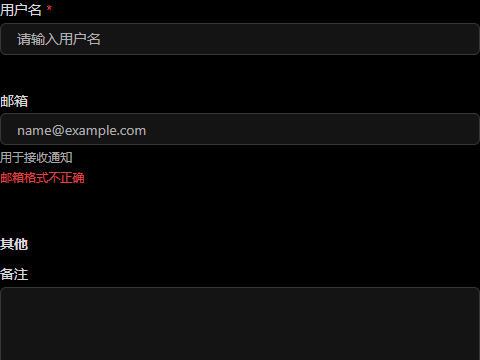 用户名 *
请输入用户名
邮箱
name@example.com
用于接收通知
邮箱格式不正确
其他
备注